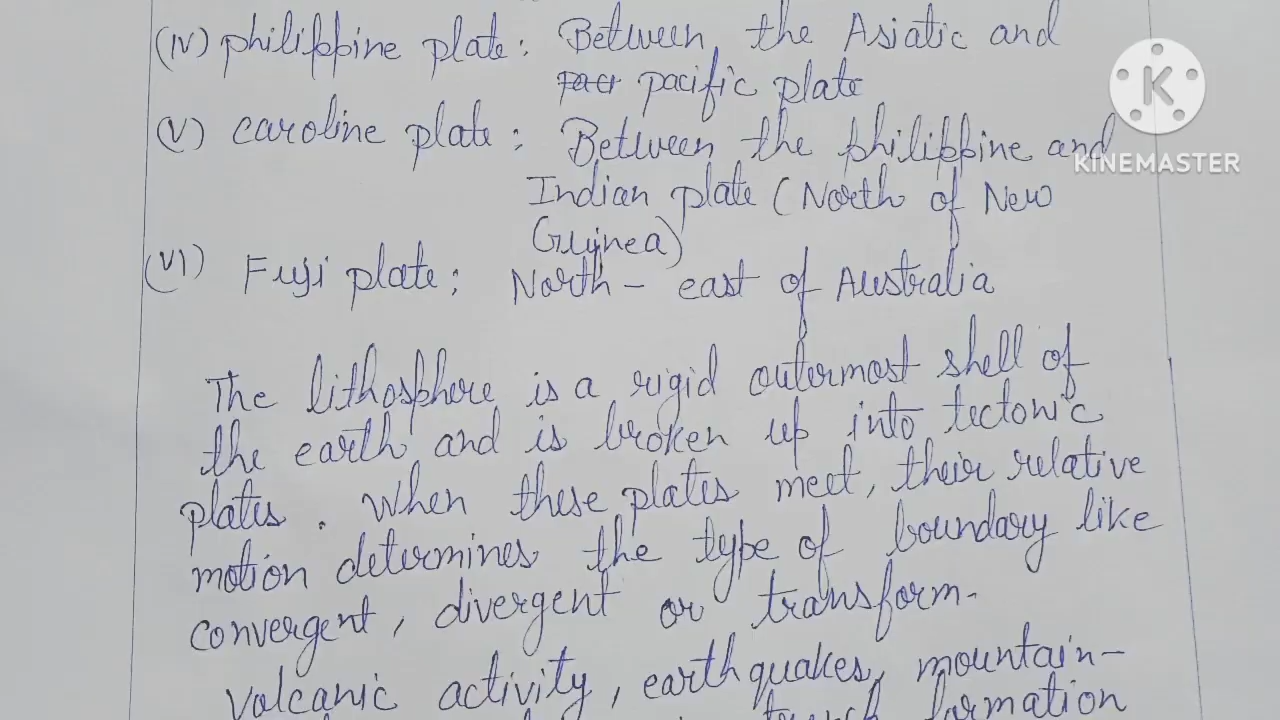 (IV) philippine plate: Between, the Asiatic and
pacific plate
(V) caroline plate: Between the philippine and
Indian plate (North of New
Guinea)
(VI) Fuji plate: North-east of Australia
The lithosphere is a rigid outermost shell of
the earth and is broken up into tectonic
plates. When these plates meet, their relative
motion determines the type of boundary like
convergent, divergent or transform.
Volcanic activity, earthquakes, mountain-
trench formation
K
KINEMASTER